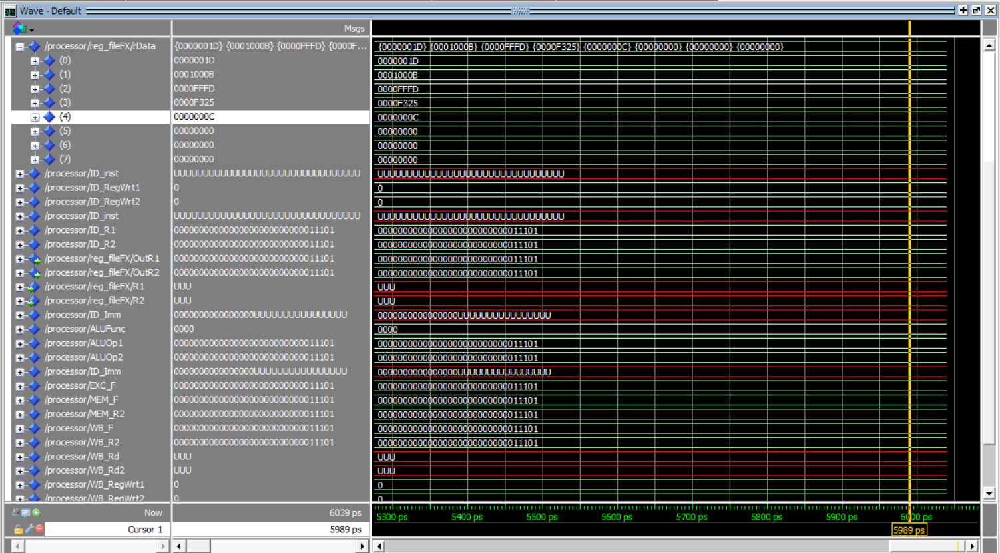 Wave - Default
Msgs
/processor/reg_fileFX/rData {0000001D} {0001000B} {0000FFFD} {0000F... {0000001D} {0001000B} {0000FFFD} {0000F325} {0000000C} {00000000} {00000000} {00000000}
(0) 0000001D 0000001D
(1) 0001000B 0001000B
(2) 0000FFFD 0000FFFD
(3) 0000F325 0000F325
(4) 0000000C 0000000C
(5) 00000000 00000000
(6) 00000000 00000000
(7) 00000000 00000000
/processor/ID_inst UUUUUUUUUUUUUUUUUUUUUUUUUUUUUUUU UUUUUUUUUUUUUUUUUUUUUUUUUUUUUUUU
/processor/ID_RegWrt1 0 0
/processor/ID_RegWrt2 0 0
/processor/ID_inst UUUUUUUUUUUUUUUUUUUUUUUUUUUUUUUU UUUUUUUUUUUUUUUUUUUUUUUUUUUUUUUU
/processor/ID_R1 00000000000000000000000000011101 00000000000000000000000000011101
/processor/ID_R2 00000000000000000000000000011101 00000000000000000000000000011101
/processor/reg_fileFX/OutR1 00000000000000000000000000011101 00000000000000000000000000011101
/processor/reg_fileFX/OutR2 00000000000000000000000000011101 00000000000000000000000000011101
/processor/reg_fileFX/R1 UUU UUU
/processor/reg_fileFX/R2 UUU UUU
/processor/ID_Imm 0000000000000000UUUUUUUUUUUUUUUU 0000000000000000UUUUUUUUUUUUUUUU
/processor/ALUFunc 0000 0000
/processor/ALUOp1 00000000000000000000000000011101 00000000000000000000000000011101
/processor/ALUOp2 00000000000000000000000000011101 00000000000000000000000000011101
/processor/ID_Imm 0000000000000000UUUUUUUUUUUUUUUU 0000000000000000UUUUUUUUUUUUUUUU
/processor/EXC_F 00000000000000000000000000011101 00000000000000000000000000011101
/processor/MEM_F 00000000000000000000000000011101 00000000000000000000000000011101
/processor/MEM_R2 00000000000000000000000000011101 00000000000000000000000000011101
/processor/WB_F 00000000000000000000000000011101 00000000000000000000000000011101
/processor/WB_R2 00000000000000000000000000011101 00000000000000000000000000011101
/processor/WB_Rd UUU UUU
/processor/WB_Rd2 UUU UUU
/processor/WB_RegWrt1 0 0
/processor/WB_RegWrt2 0 0
Now 6039 ps 5300 ps 5400 ps 5500 ps 5600 ps 5700 ps 5800 ps 5900 ps 6000 ps
Cursor 1 5989 ps 5989 ps